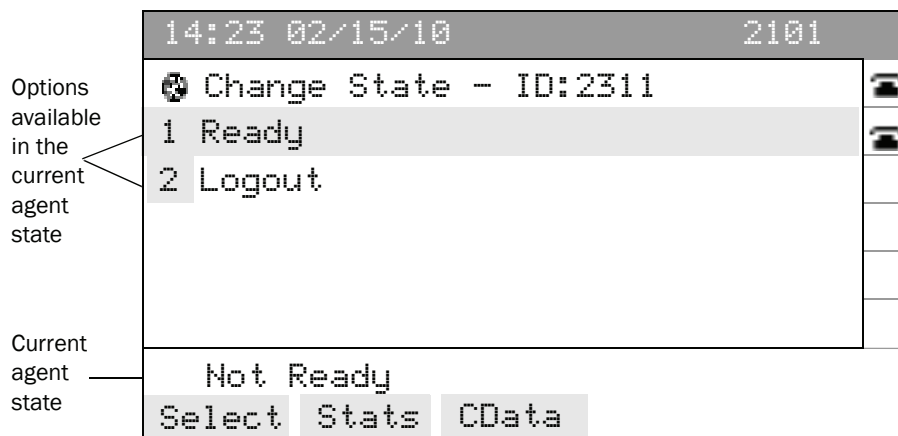 14:23 02/15/10 2101
Change State - ID:2311
1 Ready
2 Logout
Not Ready
Select Stats CData
Options
available
in the
current
agent
state
Current
agent
state